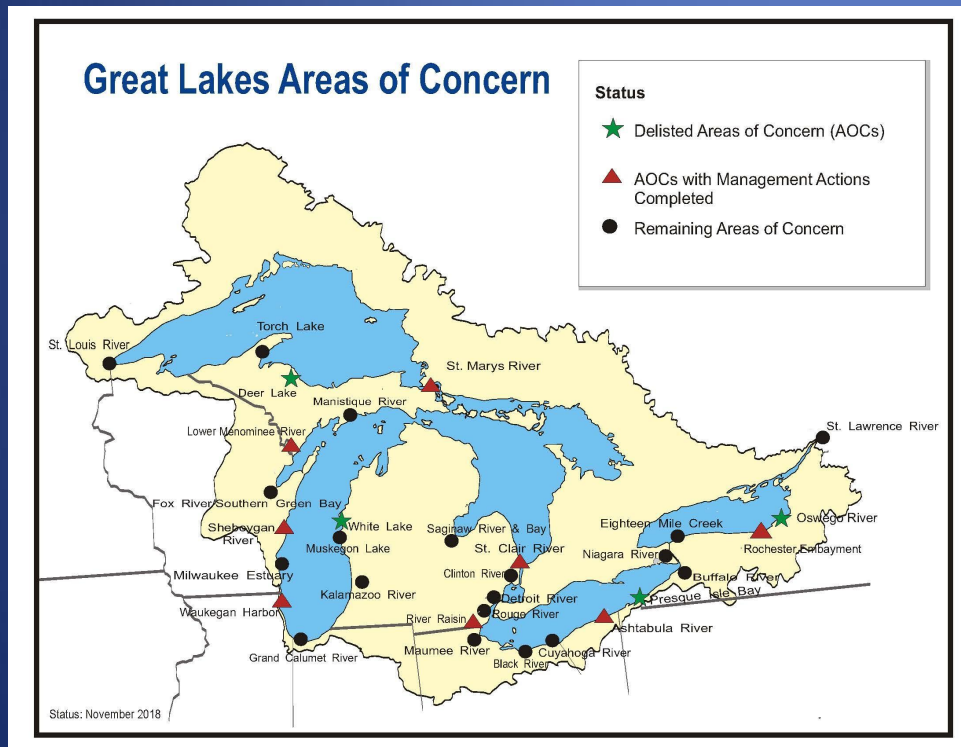 Great Lakes Areas of Concern
Status
Delisted Areas of Concern (AOCs)
AOCs with Management Actions
Completed
Remaining Areas of Concern
Torch Lake
St. Louis River
St. Marys River
Deer Lake
Manistique River
St. Lawrence River
Lower Menominee River
Fox River/Southern Green Bay
Oswego River
Sheboygan
River
White Lake
Saginaw River & Bay
Eighteen Mile Creek
Muskegon Lake
St. Clair River
Rochester Embayment
Niagara River
Milwaukee Estuary
Clinton River
Buffalo River
Kalamazoo River
Detroit River
Presque Isle Bay
Waukegan Harbor
Rouge River
River Raisin
Ashtabula River
Grand Calumet River
Maumee River
Cuyahoga River
Black River
Status: November 2018